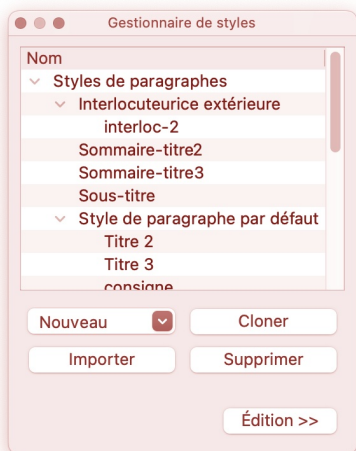 Gestionnaire de styles
Nom
Styles de paragraphes
Interlocuteurice extérieure
interloc-2
Sommaire-titre2
Sommaire-titre3
Sous-titre
Style de paragraphe par défaut
Titre 2
Titre 3
consigne
Nouveau
Cloner
Importer
Supprimer
Édition >>